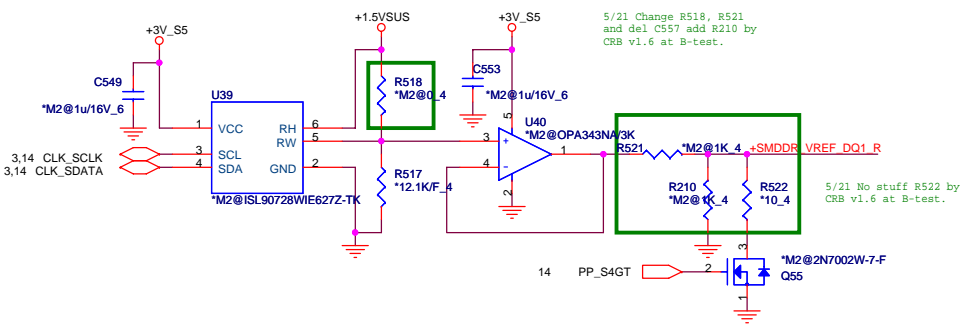 +1.5VSUS
+3V_S5
+3V_S5
5/21 Change R518, R521
and del C557 add R210 by
CRB v1.6 at B-test.
C549
*M2@1u/16V_6
R518
*M2@0_4
C553
*M2@1u/16V_6
U39
1 VCC
RH 6
RW 5
3,14 CLK_SCLK 3 SCL
3,14 CLK_SDATA 4 SDA
GND 2
*M2@ISL90728WIE627Z-TK
R517
*12.1K/F_4
U40
*M2@OPA343NA/3K
5
3 +
4 -
1
2
R521 *M2@1K_4
+SMDDR_VREF_DQ1_R
R210
*M2@1K_4
R522
*10_4
5/21 No stuff R522 by
CRB v1.6 at B-test.
14 PP_S4GT
2
3
1
*M2@2N7002W-7-F
Q55